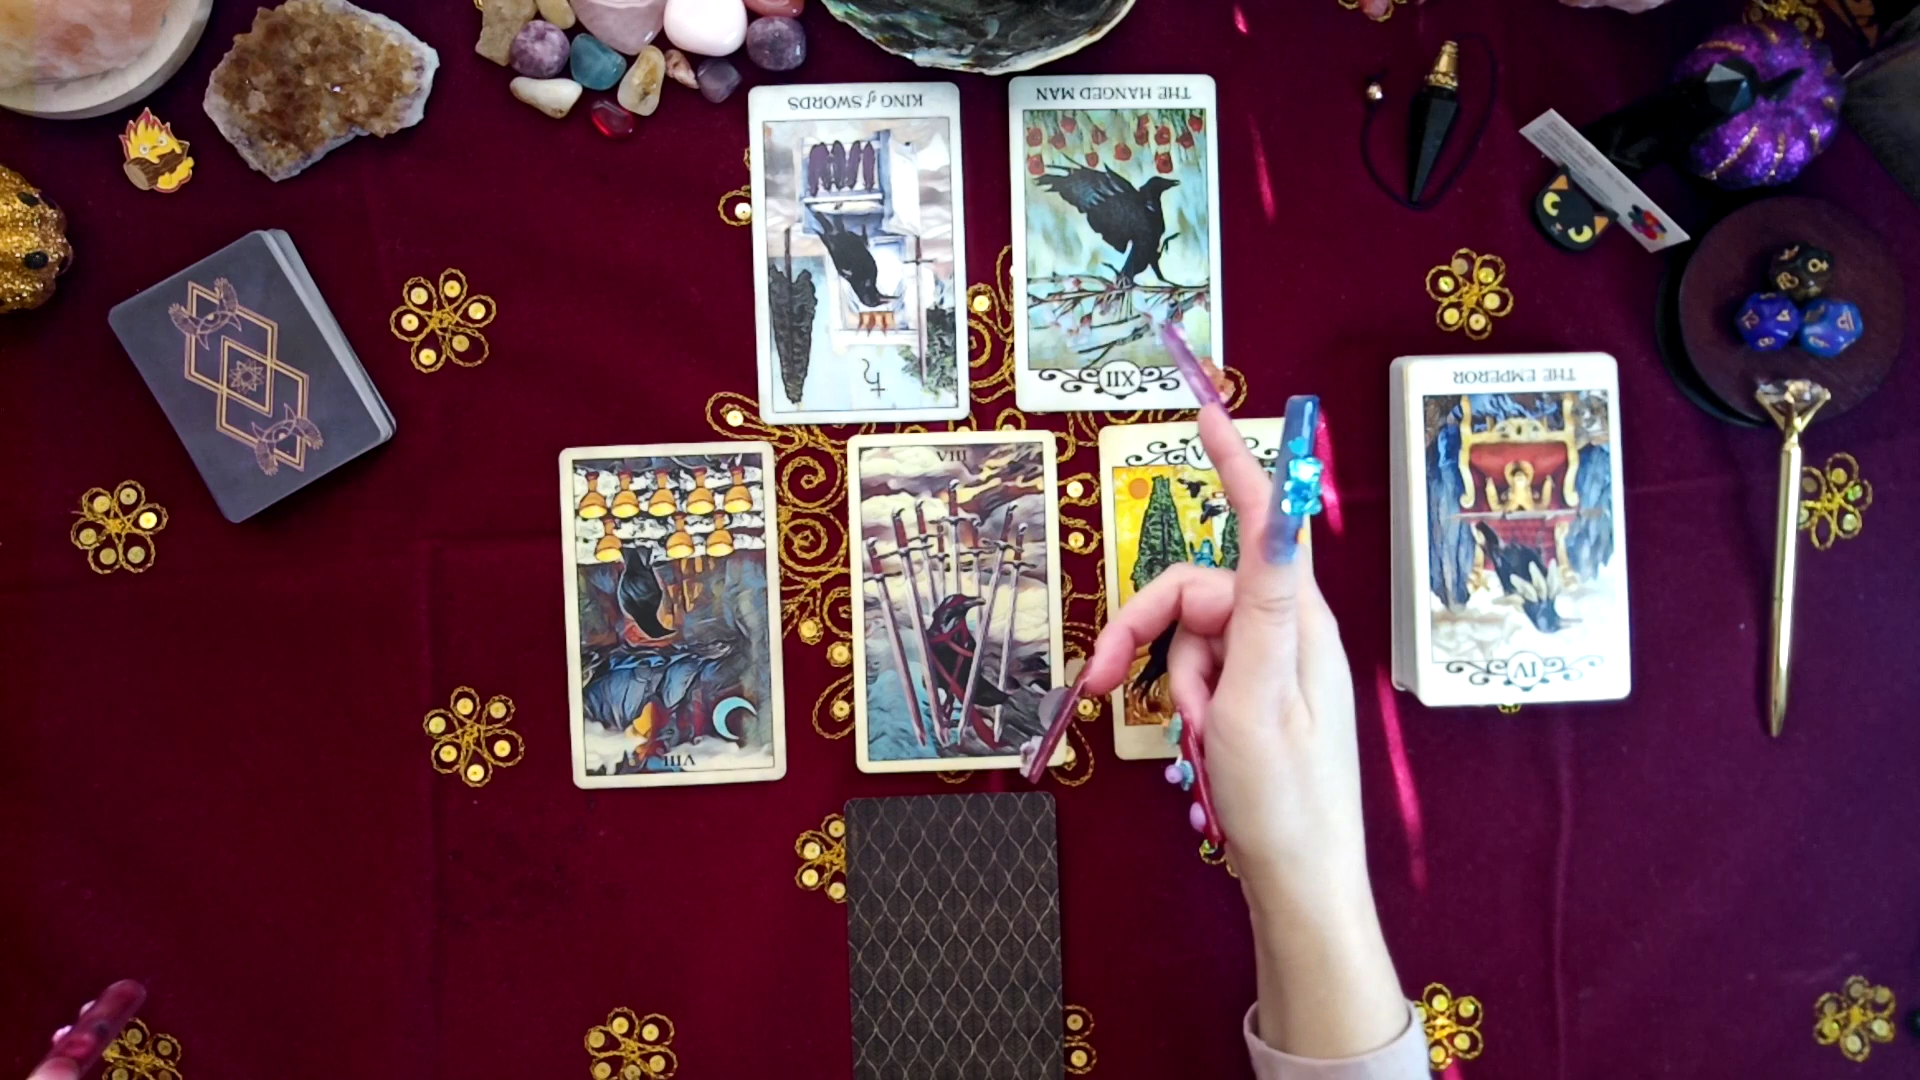 KING of SWORDS
THE HANGED MAN
XII
THE EMPEROR
IV
VIII
VIII